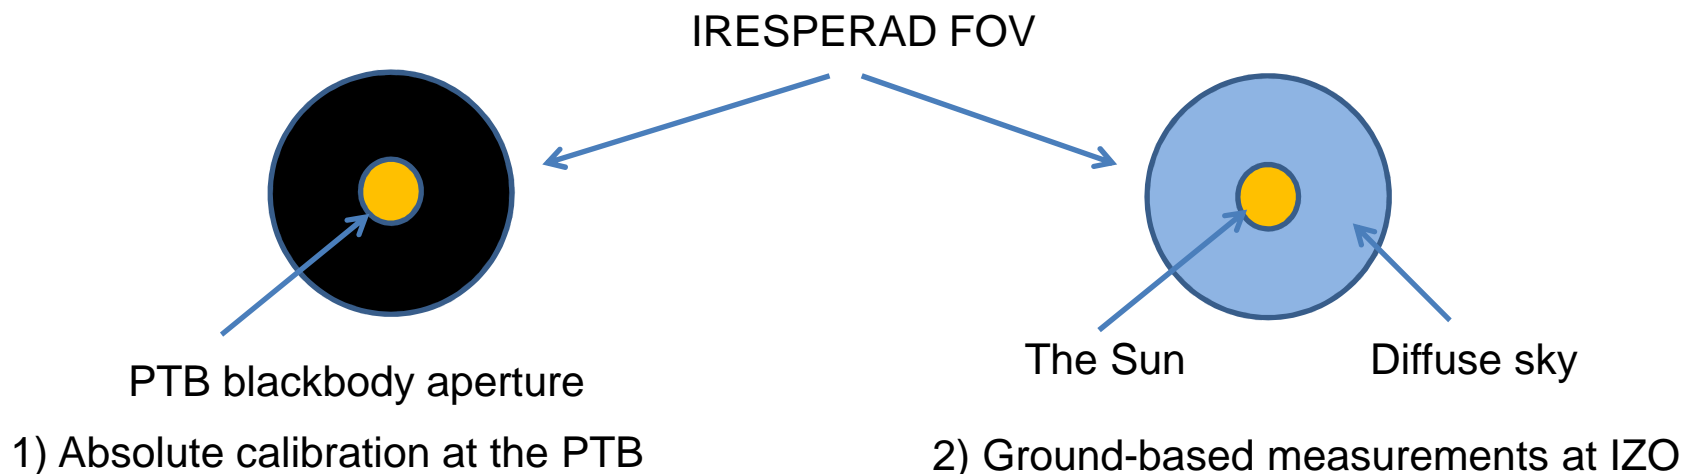 IRESPERAD FOV
PTB blackbody aperture
The Sun
Diffuse sky
1) Absolute calibration at the PTB
2) Ground-based measurements at IZO